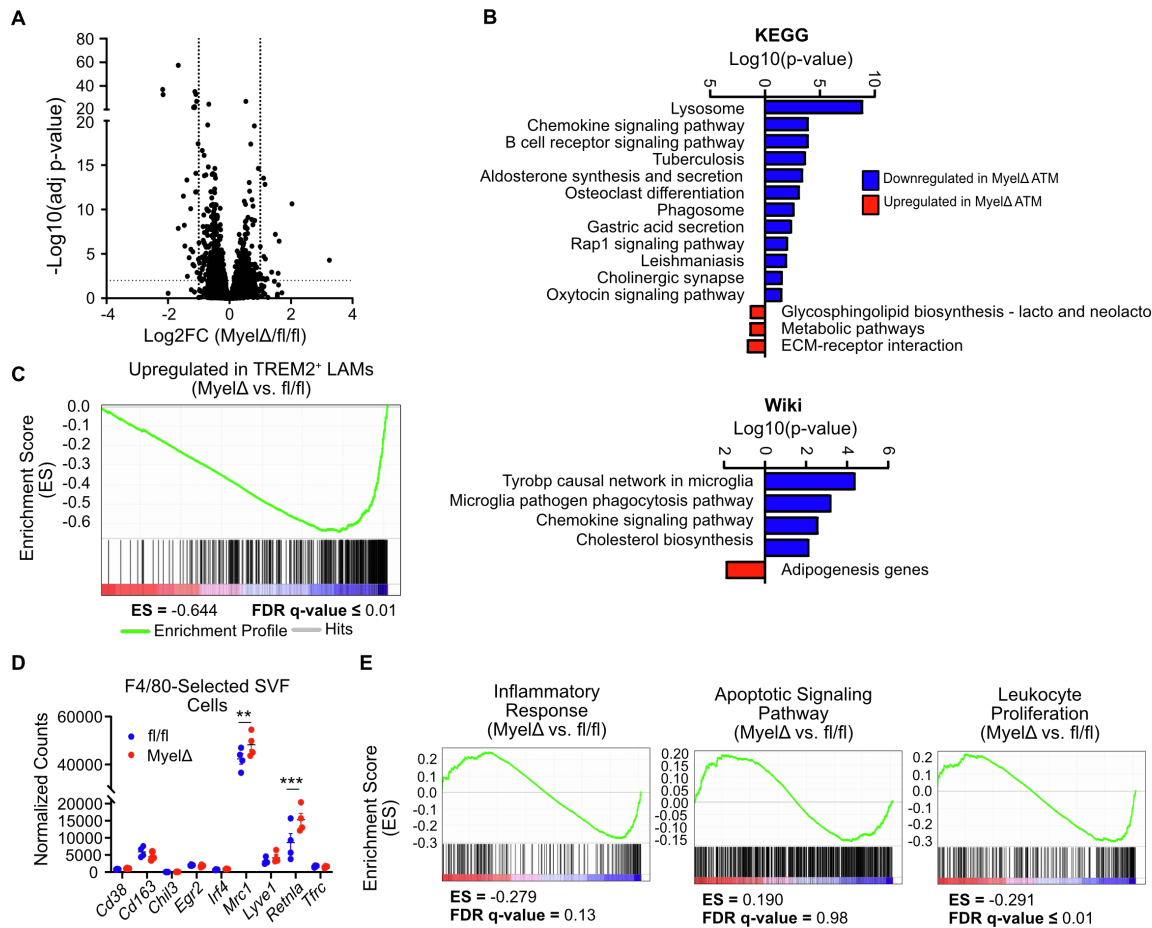 A
80
60
40
20
20
15
10
5
0
-4
-2
0
2
4
-Log10(adj p-value)
Log2FC (MyelΔ/fl/fl)
B
KEGG
Log10(p-value)
5
0
5
10
Lysosome
Chemokine signaling pathway
B cell receptor signaling pathway
Tuberculosis
Aldosterone synthesis and secretion
Osteoclast differentiation
Phagosome
Gastric acid secretion
Rap1 signaling pathway
Leishmaniasis
Cholinergic synapse
Oxytocin signaling pathway
Glycosphingolipid biosynthesis - lacto and neolacto
Metabolic pathways
ECM-receptor interaction
Downregulated in MyelΔ ATM
Upregulated in MyelΔ ATM
Wiki
Log10(p-value)
2
0
2
4
6
Tyrobp causal network in microglia
Microglia pathogen phagocytosis pathway
Chemokine signaling pathway
Cholesterol biosynthesis
Adipogenesis genes
C
Upregulated in TREM2⁺ LAMs
(MyelΔ vs. fl/fl)
0.0
-0.1
-0.2
-0.3
-0.4
-0.5
-0.6
Enrichment Score
(ES)
ES = -0.644
FDR q-value ≤ 0.01
Enrichment Profile
Hits
D
F4/80-Selected SVF
Cells
Normalized Counts
60000
40000
20000
15000
10000
5000
0
fl/fl
MyelΔ
**
***
Cd38
Cd163
Chil3
Egr2
Irf4
Mrc1
Lyve1
Retnla
Tfrc
E
Enrichment Score
(ES)
Inflammatory
Response
(MyelΔ vs. fl/fl)
0.2
0.1
0.0
-0.1
-0.2
-0.3
ES = -0.279
FDR q-value = 0.13
Apoptotic Signaling
Pathway
(MyelΔ vs. fl/fl)
0.20
0.15
0.10
0.05
0.00
-0.05
-0.10
-0.15
ES = 0.190
FDR q-value = 0.98
Leukocyte
Proliferation
(MyelΔ vs. fl/fl)
0.2
0.1
0.0
-0.1
-0.2
-0.3
ES = -0.291
FDR q-value ≤ 0.01